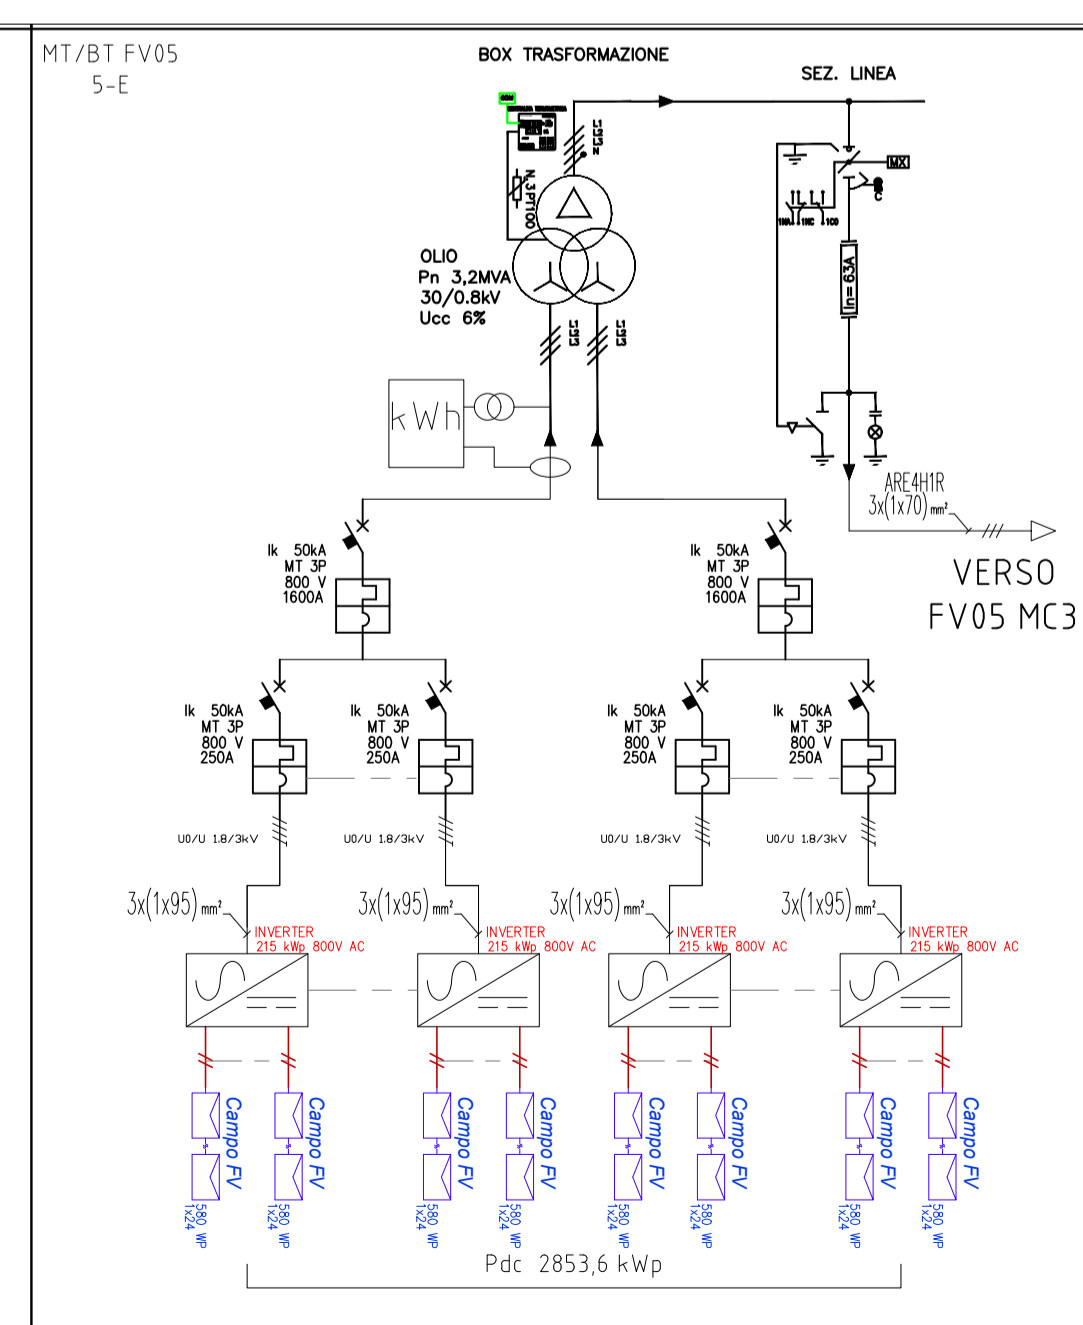 MT/BT FV05
5-E
BOX TRASFORMAZIONE
SEZ. LINEA
MX
C
1NA 1NC 1CO
N.3PT100
OLIO
Pn 3,2MVA
30/0.8kV
Ucc 6%
In= 63A
kWh
ARE4H1R
3x(1x70) mm²
VERSO
FV05 MC3
Ik 50kA
MT 3P
800 V
1600A
Ik 50kA
MT 3P
800 V
1600A
Ik 50kA
MT 3P
800 V
250A
Ik 50kA
MT 3P
800 V
250A
Ik 50kA
MT 3P
800 V
250A
Ik 50kA
MT 3P
800 V
250A
U0/U 1.8/3kV
U0/U 1.8/3kV
U0/U 1.8/3kV
U0/U 1.8/3kV
3x(1x95) mm²
3x(1x95) mm²
3x(1x95) mm²
3x(1x95) mm²
INVERTER
215 kWp 800V AC
INVERTER
215 kWp 800V AC
INVERTER
215 kWp 800V AC
INVERTER
215 kWp 800V AC
Campo FV
Campo FV
Campo FV
Campo FV
Campo FV
Campo FV
Campo FV
Campo FV
580 WP
1x24
580 WP
1x24
580 WP
1x24
580 WP
1x24
580 WP
1x24
580 WP
1x24
580 WP
1x24
580 WP
1x24
Pdc 2853,6 kWp